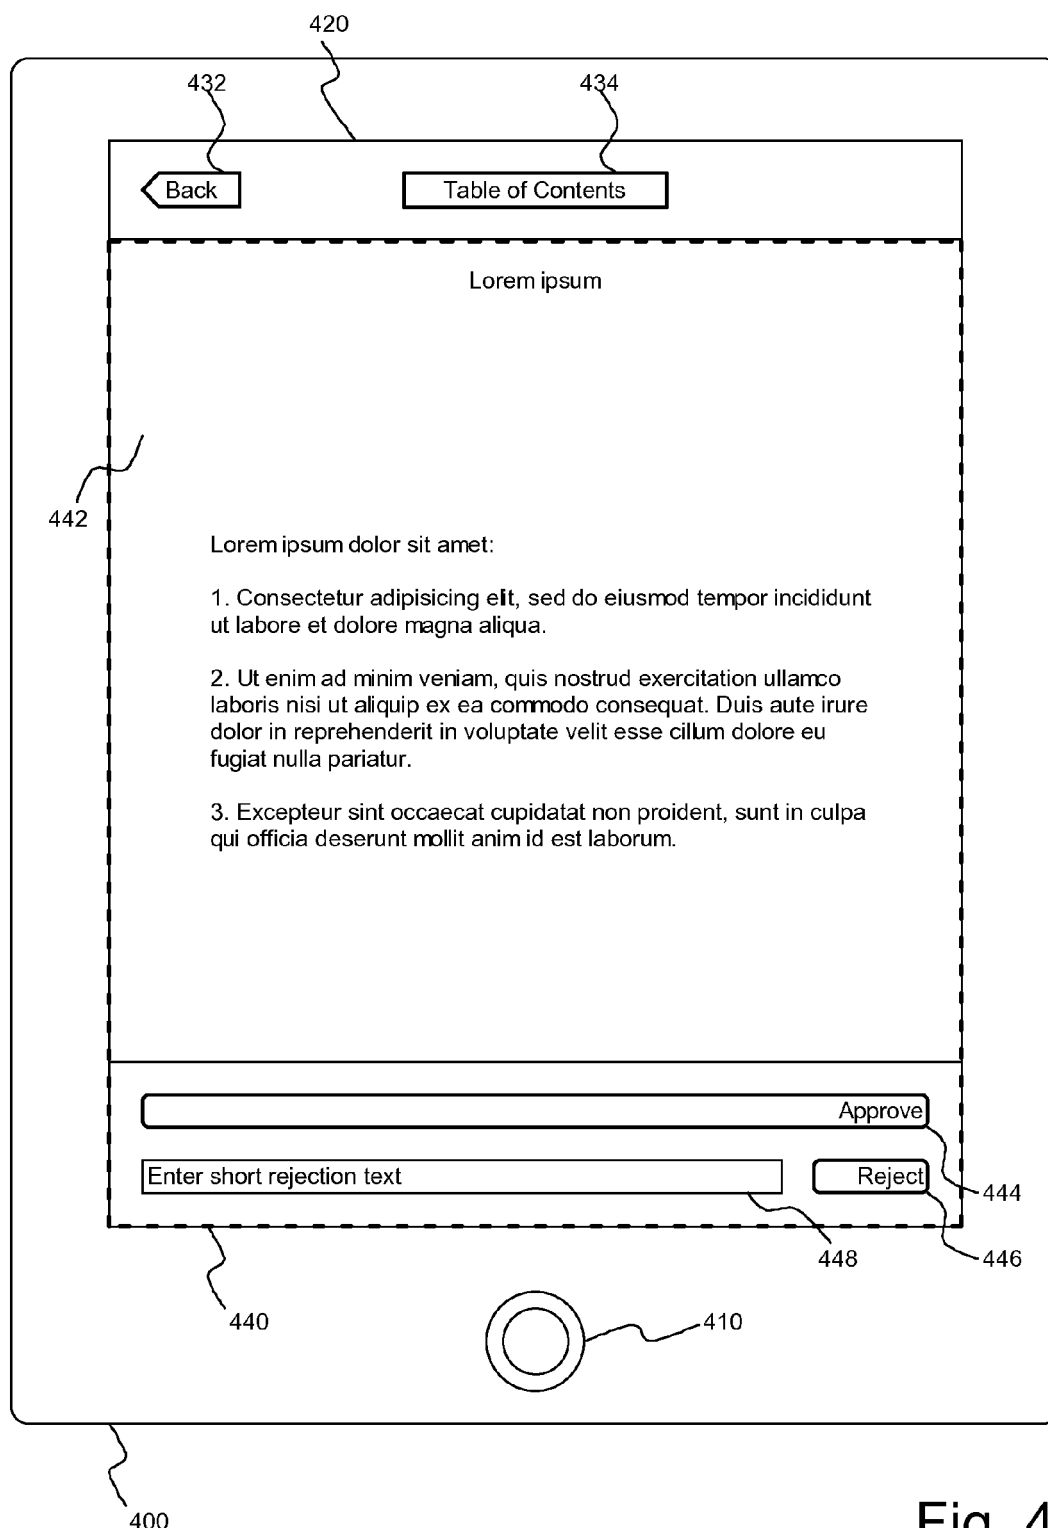 420
432
434
Back
Table of Contents
Lorem ipsum
442
Lorem ipsum dolor sit amet:
1. Consectetur adipisicing elit, sed do eiusmod tempor incididunt
ut labore et dolore magna aliqua.
2. Ut enim ad minim veniam, quis nostrud exercitation ullamco
laboris nisi ut aliquip ex ea commodo consequat. Duis aute irure
dolor in reprehenderit in voluptate velit esse cillum dolore eu
fugiat nulla pariatur.
3. Excepteur sint occaecat cupidatat non proident, sunt in culpa
qui officia deserunt mollit anim id est laborum.
Approve
Enter short rejection text
Reject
444
448
446
440
410
400
Fig. 4